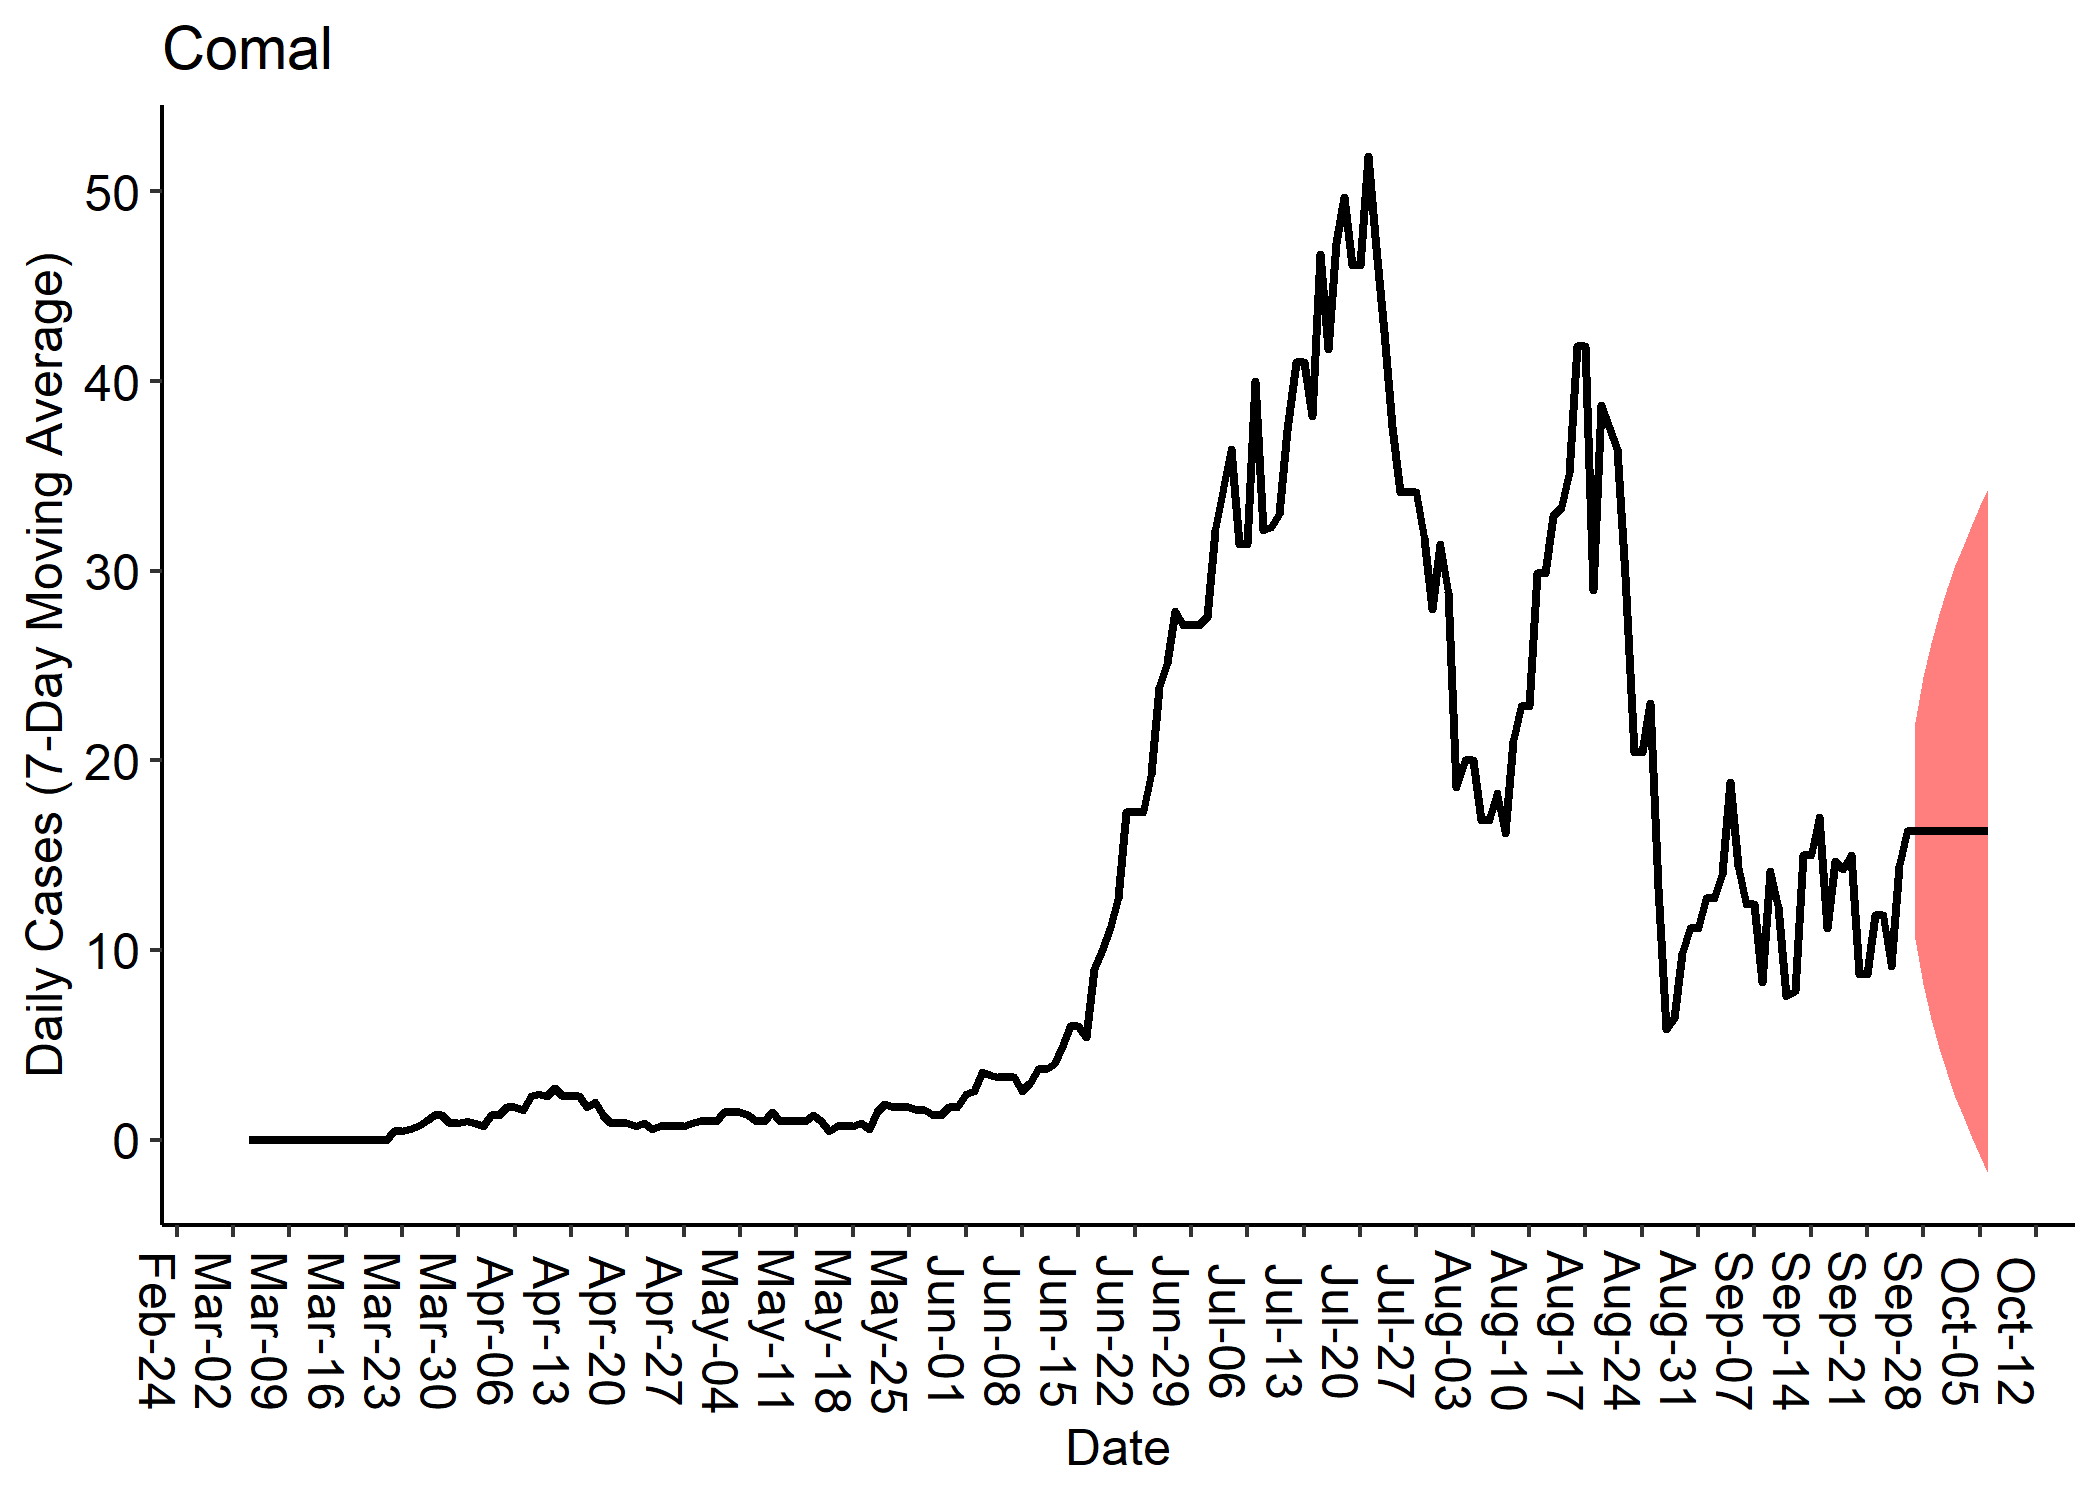 Comal
Daily Cases (7-Day Moving Average)
50
40
30
20
10
0
Feb-24
Mar-02
Mar-09
Mar-16
Mar-23
Mar-30
Apr-06
Apr-13
Apr-20
Apr-27
May-04
May-11
May-18
May-25
Jun-01
Jun-08
Jun-15
Jun-22
Jun-29
Jul-06
Jul-13
Jul-20
Jul-27
Aug-03
Aug-10
Aug-17
Aug-24
Aug-31
Sep-07
Sep-14
Sep-21
Sep-28
Oct-05
Oct-12
Date